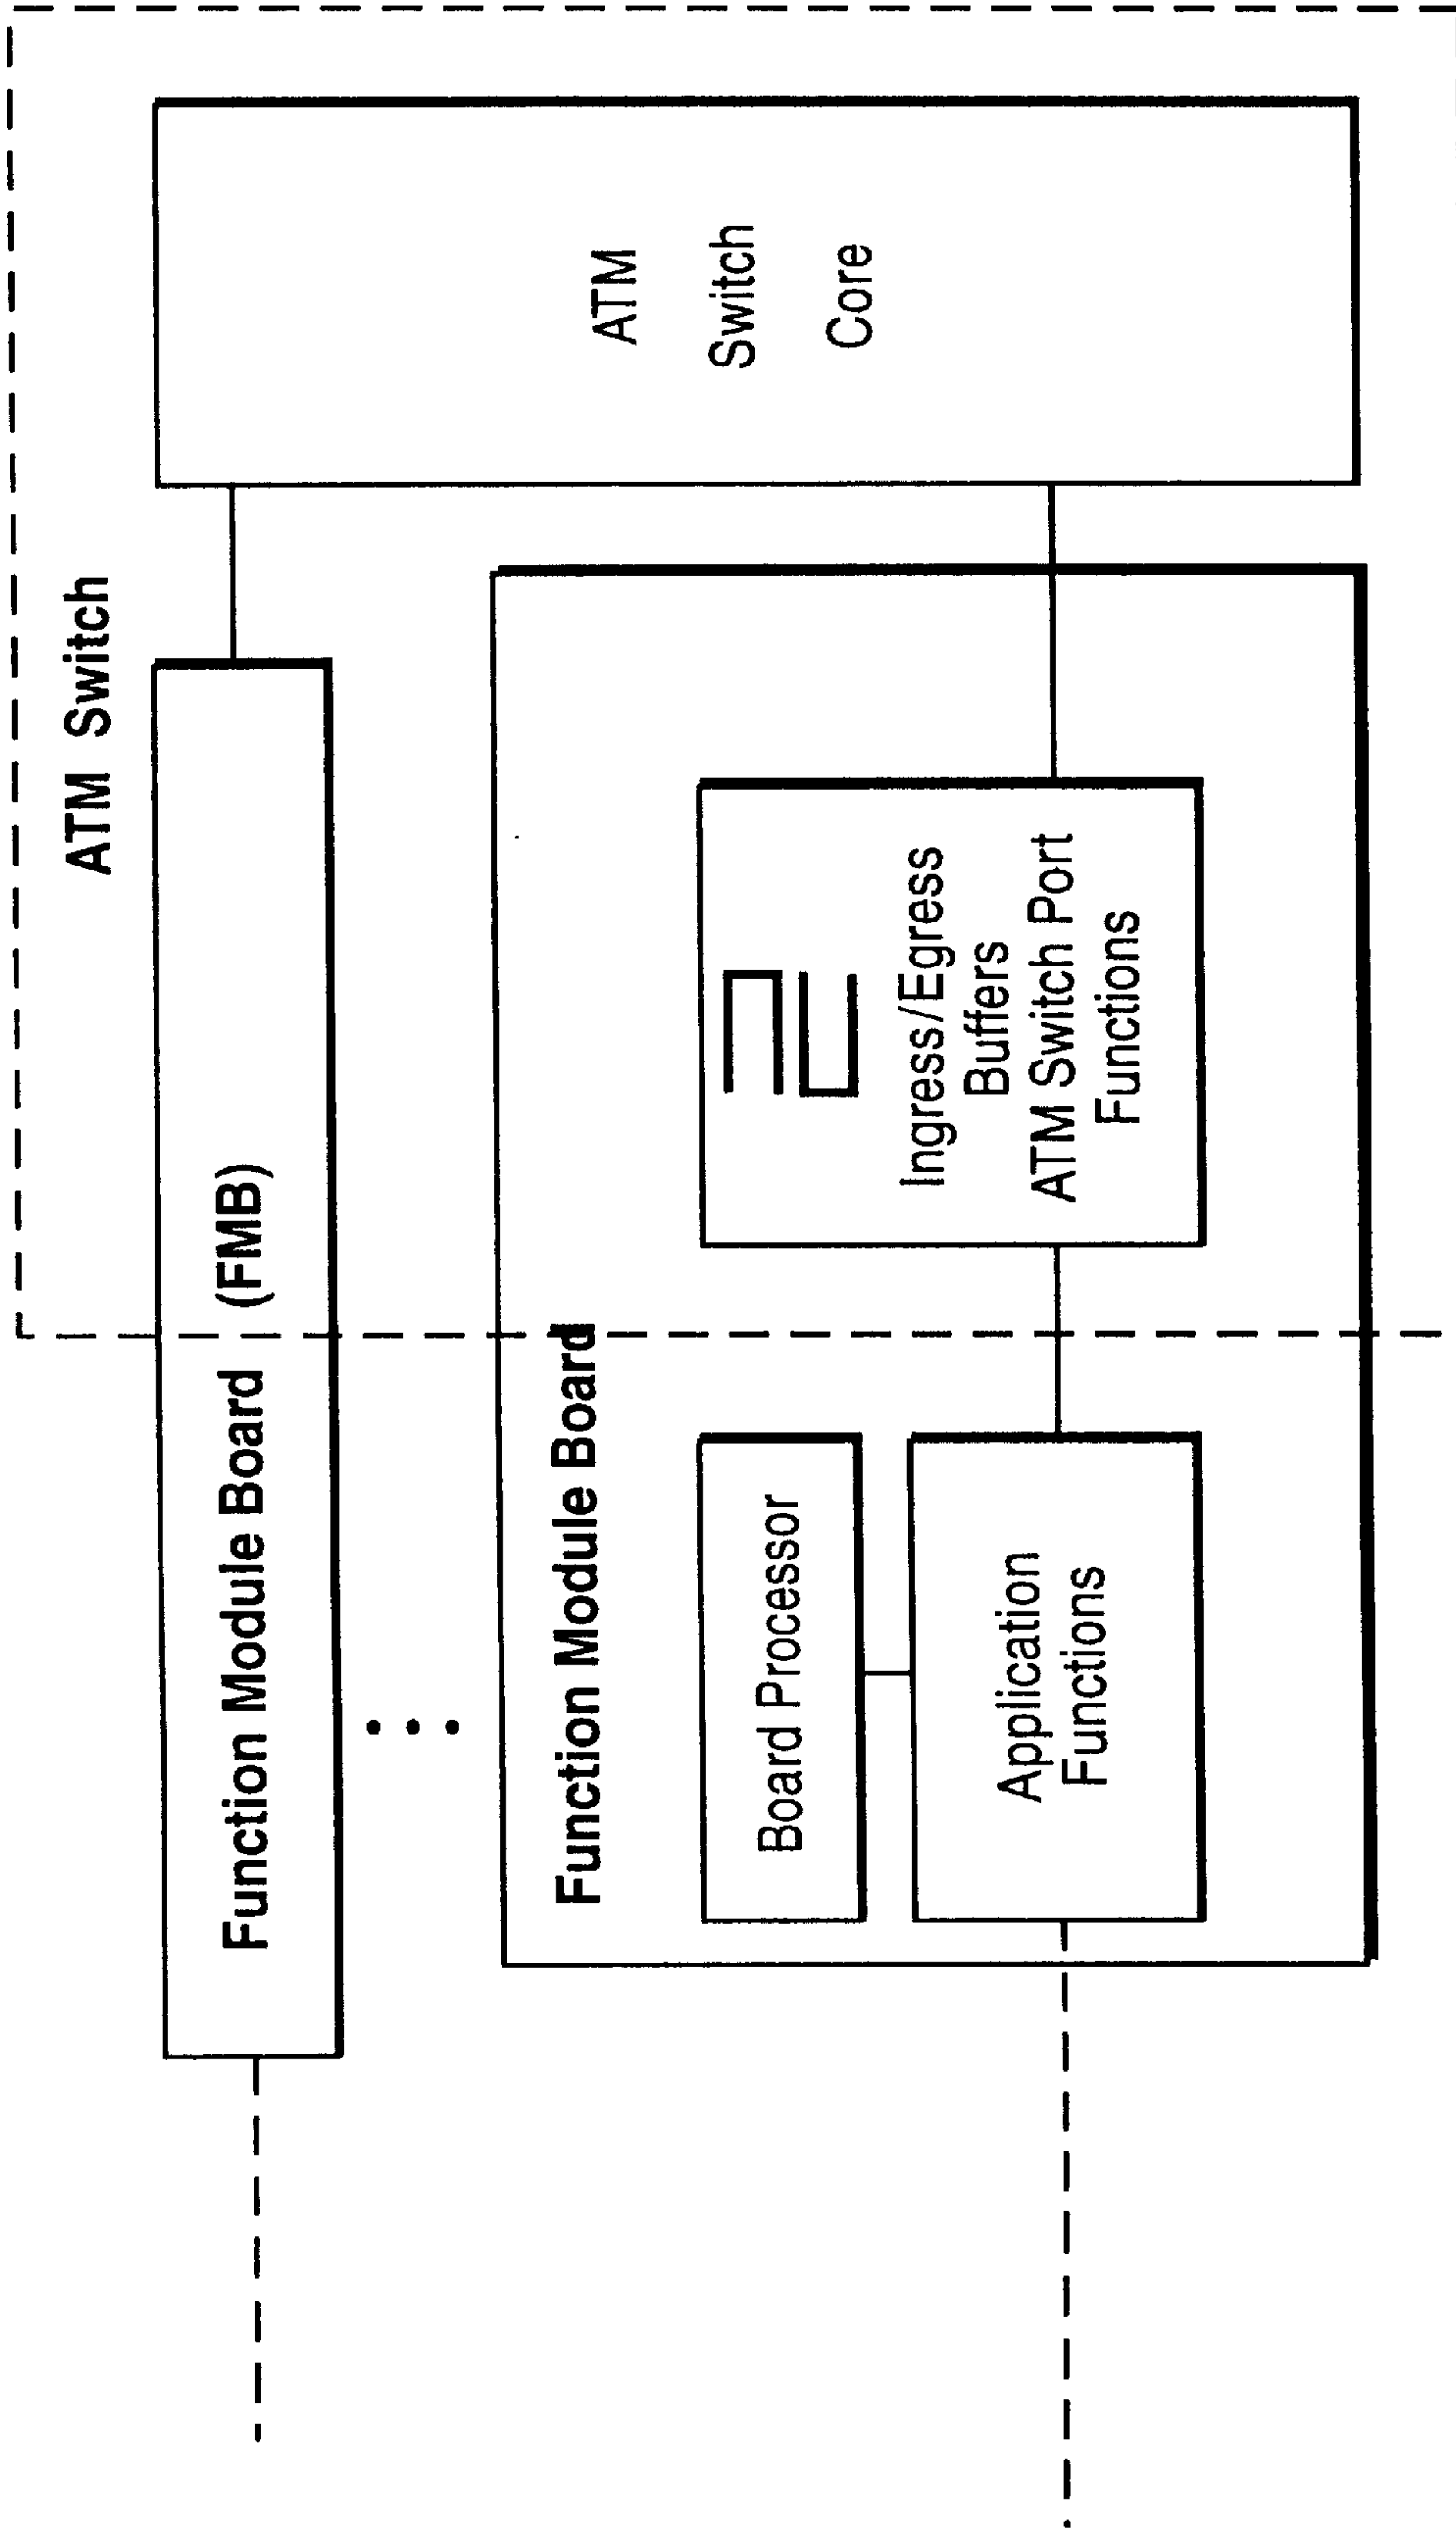 ATM Switch
Function Module Board (FMB)
Function Module Board
Board Processor
Application
Functions
Ingress/Egress
Buffers
ATM Switch Port
Functions
ATM
Switch
Core